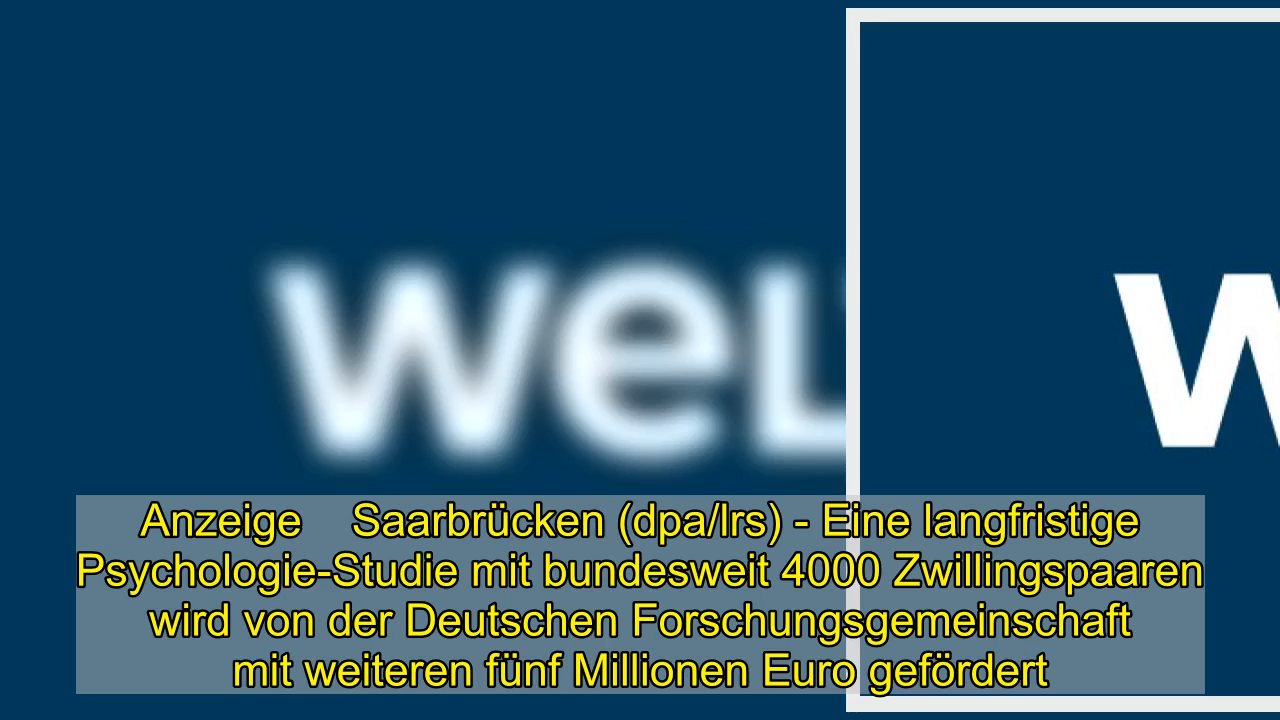 WELT
W
Anzeige    Saarbrücken (dpa/lrs) - Eine langfristige
Psychologie-Studie mit bundesweit 4000 Zwillingspaaren
wird von der Deutschen Forschungsgemeinschaft
mit weiteren fünf Millionen Euro gefördert